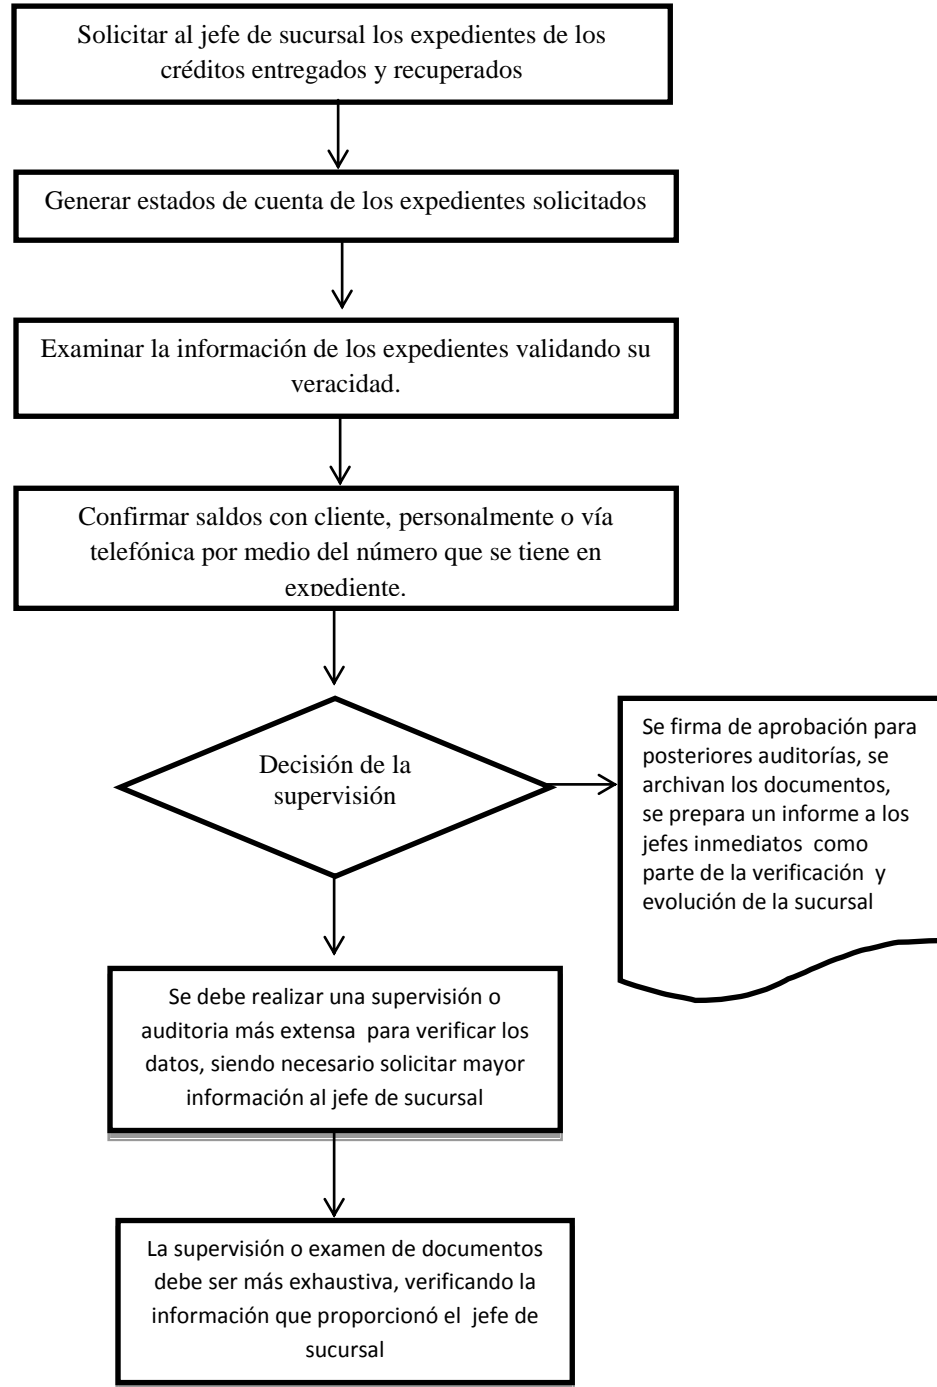 Solicitar al jefe de sucursal los expedientes de los
créditos entregados y recuperados
Generar estados de cuenta de los expedientes solicitados
Examinar la información de los expedientes validando su
veracidad.
Confirmar saldos con cliente, personalmente o vía
telefónica por medio del número que se tiene en
expediente.
Decisión de la
supervisión
Se firma de aprobación para
posteriores auditorías, se
archivan los documentos,
se prepara un informe a los
jefes inmediatos como
parte de la verificación y
evolución de la sucursal
Se debe realizar una supervisión o
auditoria más extensa para verificar los
datos, siendo necesario solicitar mayor
información al jefe de sucursal
La supervisión o examen de documentos
debe ser más exhaustiva, verificando la
información que proporcionó el jefe de
sucursal